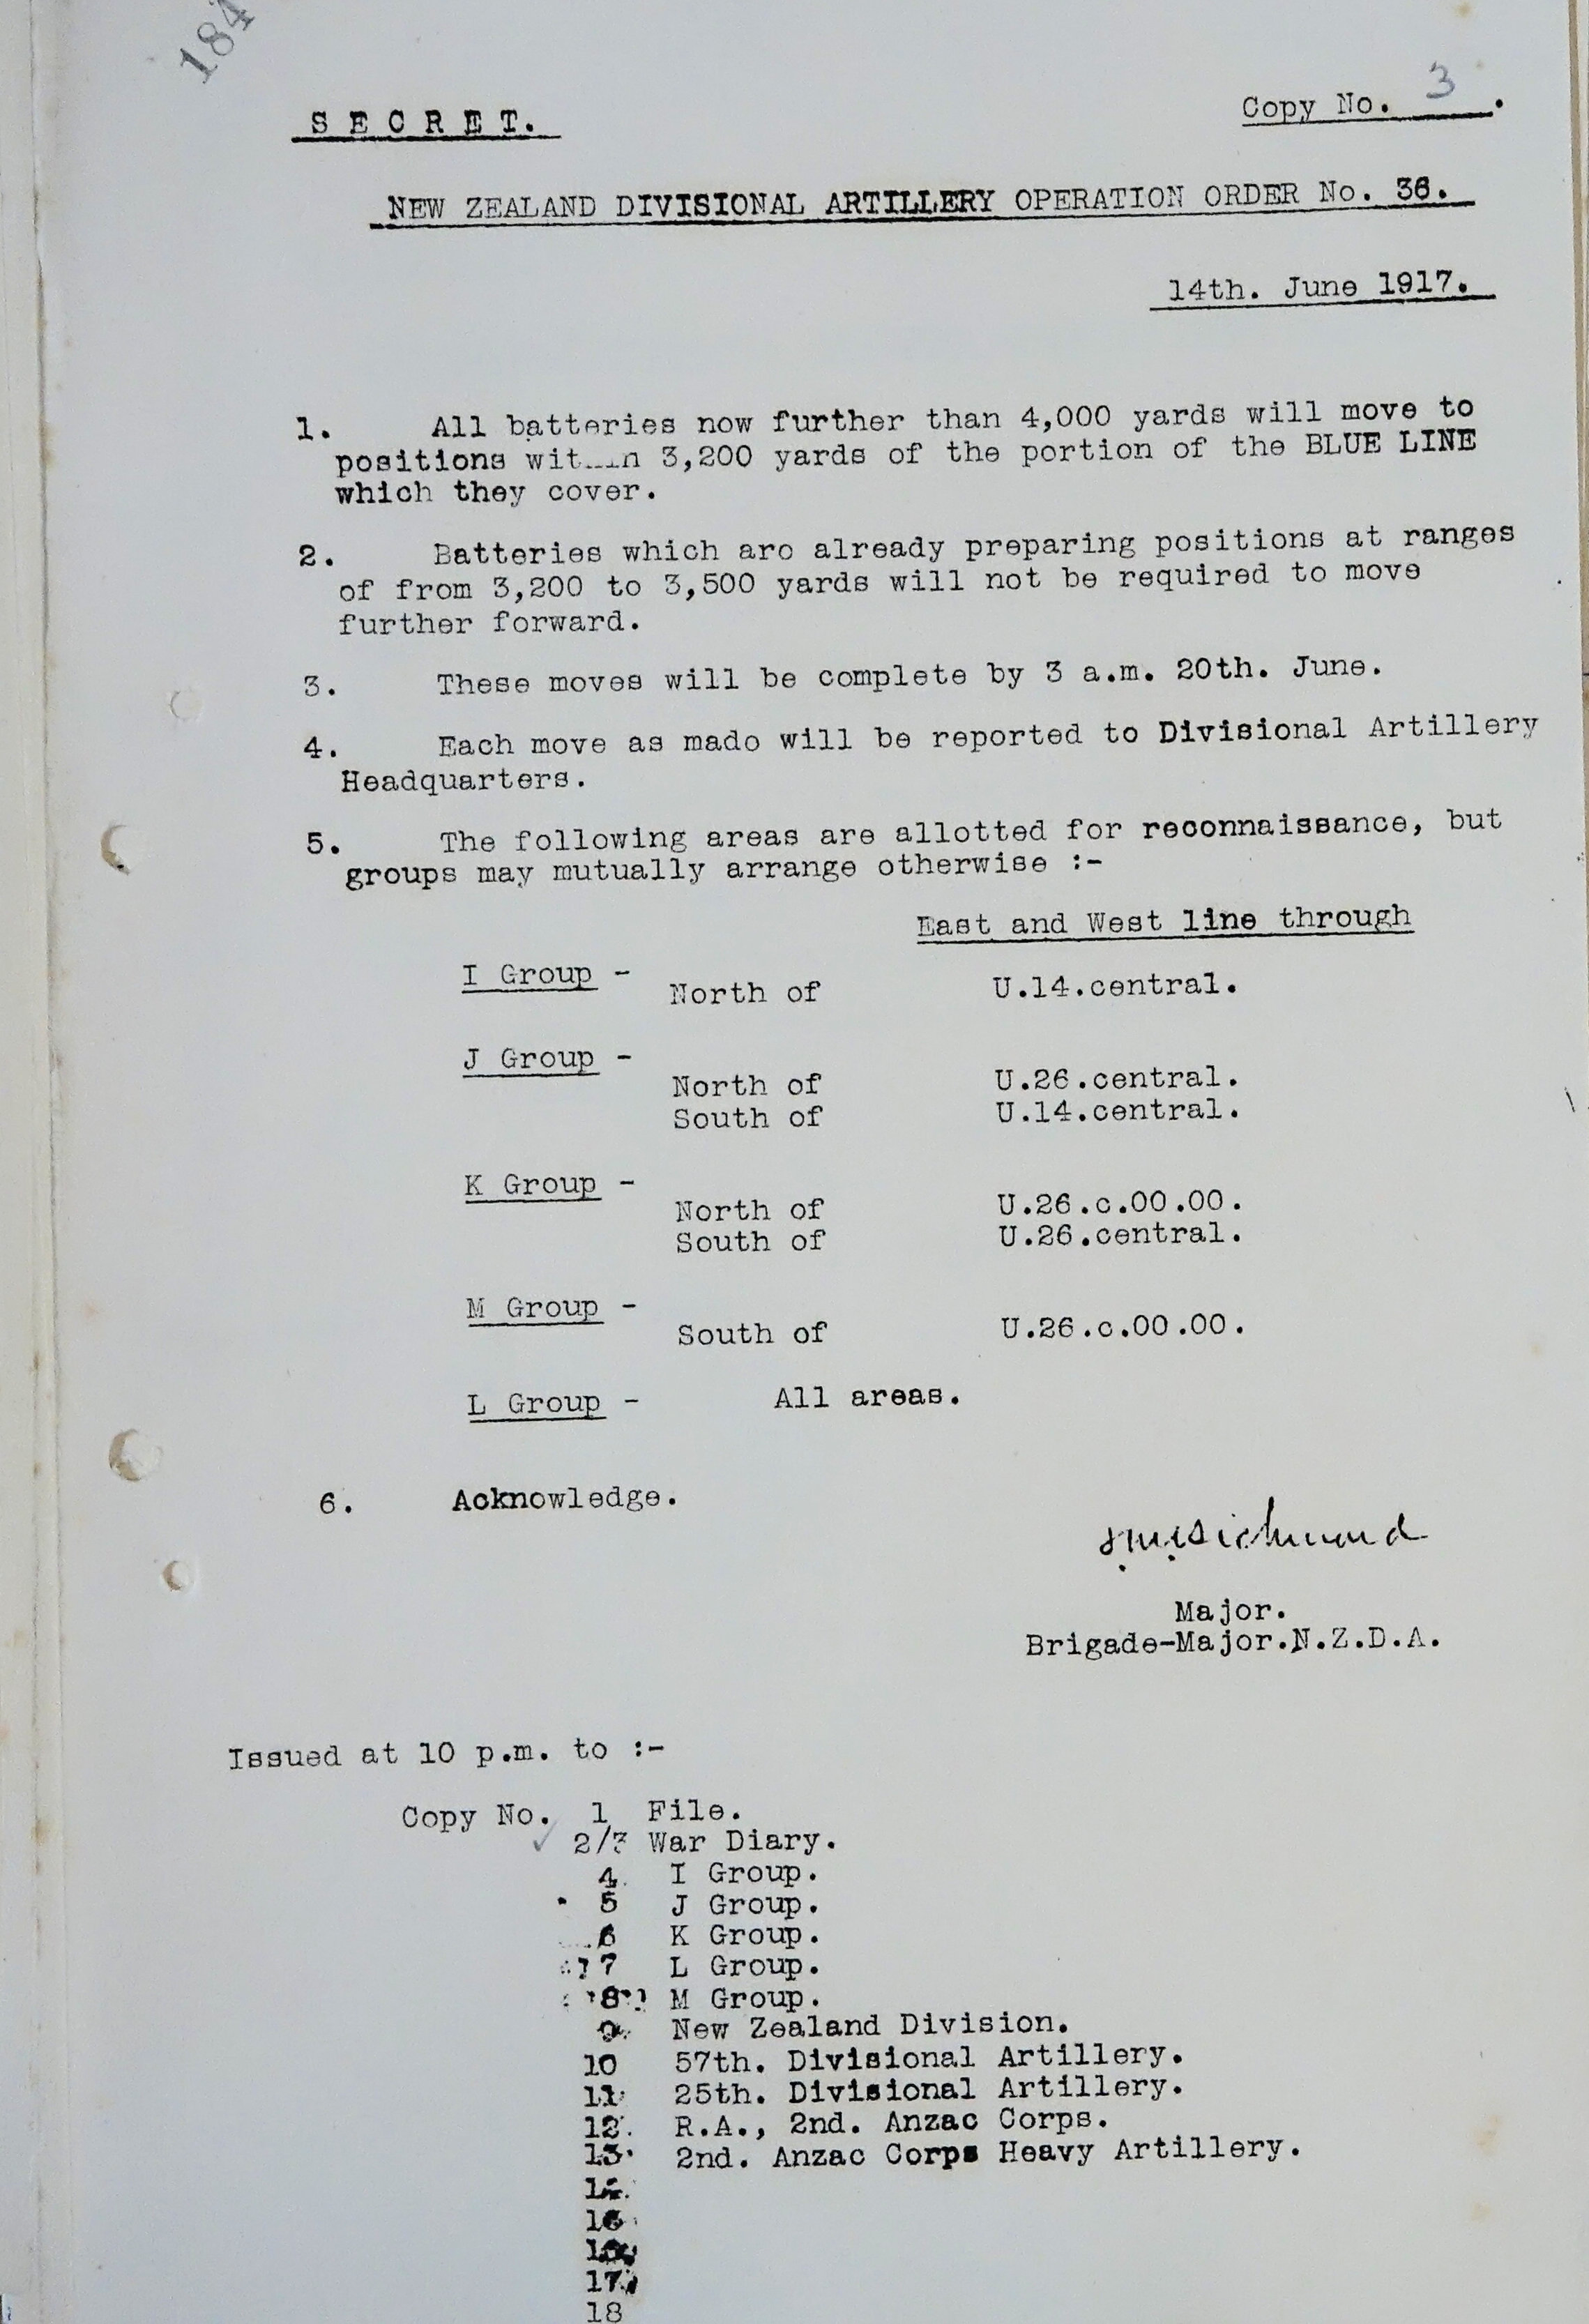 184
SECRET.
Copy No. 3.
NEW ZEALAND DIVISIONAL ARTILLERY OPERATION ORDER No. 36.
14th. June 1917.
1. All batteries now further than 4,000 yards will move to
positions within 3,200 yards of the portion of the BLUE LINE
which they cover.
2. Batteries which are already preparing positions at ranges
of from 3,200 to 3,500 yards will not be required to move
further forward.
3. These moves will be complete by 3 a.m. 20th. June.
4. Each move as made will be reported to Divisional Artillery
Headquarters.
5. The following areas are allotted for reconnaissance, but
groups may mutually arrange otherwise :-
East and West line through
I Group -
North of U.14.central.
J Group -
North of U.26.central.
South of U.14.central.
K Group -
North of U.26.c.00.00.
South of U.26.central.
M Group -
South of U.26.c.00.00.
L Group - All areas.
6. Acknowledge.
Major.
Brigade-Major.N.Z.D.A.
Issued at 10 p.m. to :-
Copy No. 1 File.
2/3 War Diary.
4 I Group.
5 J Group.
6 K Group.
7 L Group.
8 M Group.
9 New Zealand Division.
10 57th. Divisional Artillery.
11 25th. Divisional Artillery.
12 R.A., 2nd. Anzac Corps.
13 2nd. Anzac Corps Heavy Artillery.
17
18